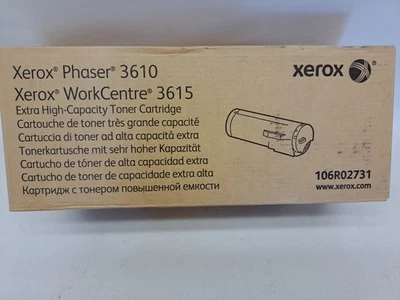 Xerox® Phaser® 3610
Xerox® WorkCentre® 3615
xerox
Extra High-Capacity Toner Cartridge
Cartouche de toner très grande capacité
Cartuccia di toner ad alta capacità extra
Tonerkartusche mit sehr hoher Kapazität
Cartucho de tóner de alta capacidad extra
Cartucho de toner de capacidade extra alta
Картридж с тонером повышенной емкости
106R02731
www.xerox.com